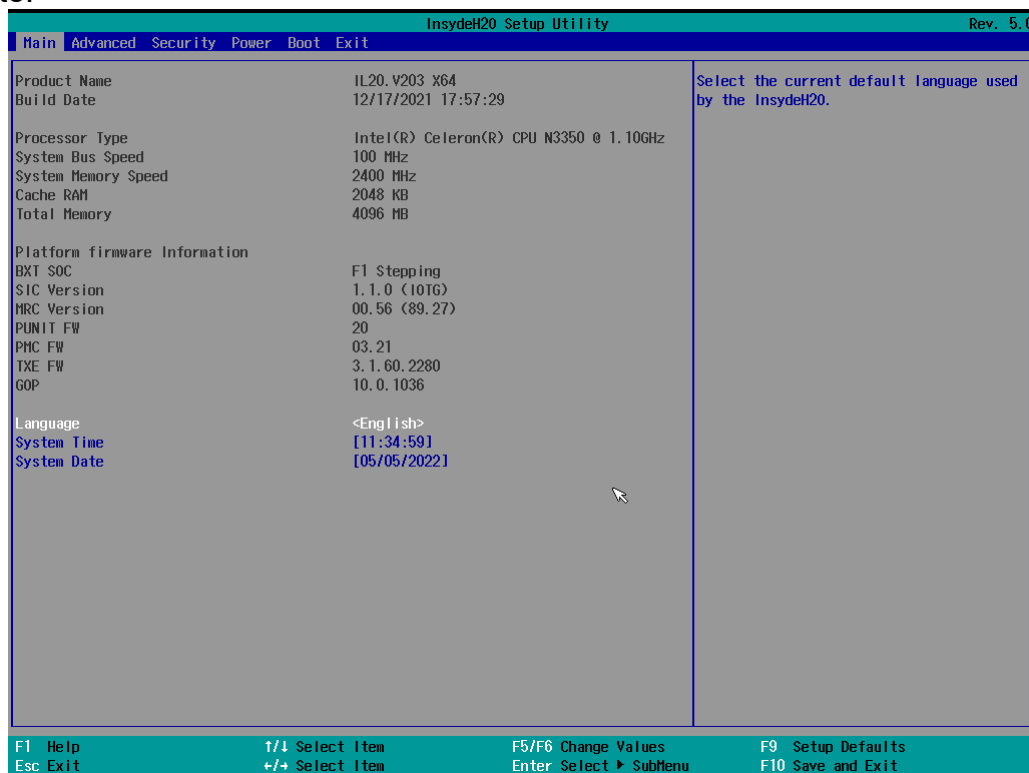 InsydeH20 Setup Utility Rev. 5.0
Main Advanced Security Power Boot Exit
Product Name IL20.V203 X64
Build Date 12/17/2021 17:57:29
Processor Type Intel(R) Celeron(R) CPU N3350 @ 1.10GHz
System Bus Speed 100 MHz
System Memory Speed 2400 MHz
Cache RAM 2048 KB
Total Memory 4096 MB
Platform firmware Information
BXT SOC F1 Stepping
SIC Version 1.1.0 (IOTG)
MRC Version 00.56 (89.27)
PUNIT FW 20
PMC FW 03.21
TXE FW 3.1.60.2280
GOP 10.0.1036
Language <English>
System Time [11:34:59]
System Date [05/05/2022]
Select the current default language used
by the InsydeH20.
F1 Help ↑/↓ Select Item F5/F6 Change Values F9 Setup Defaults
Esc Exit ←/→ Select Item Enter Select ▶ SubMenu F10 Save and Exit